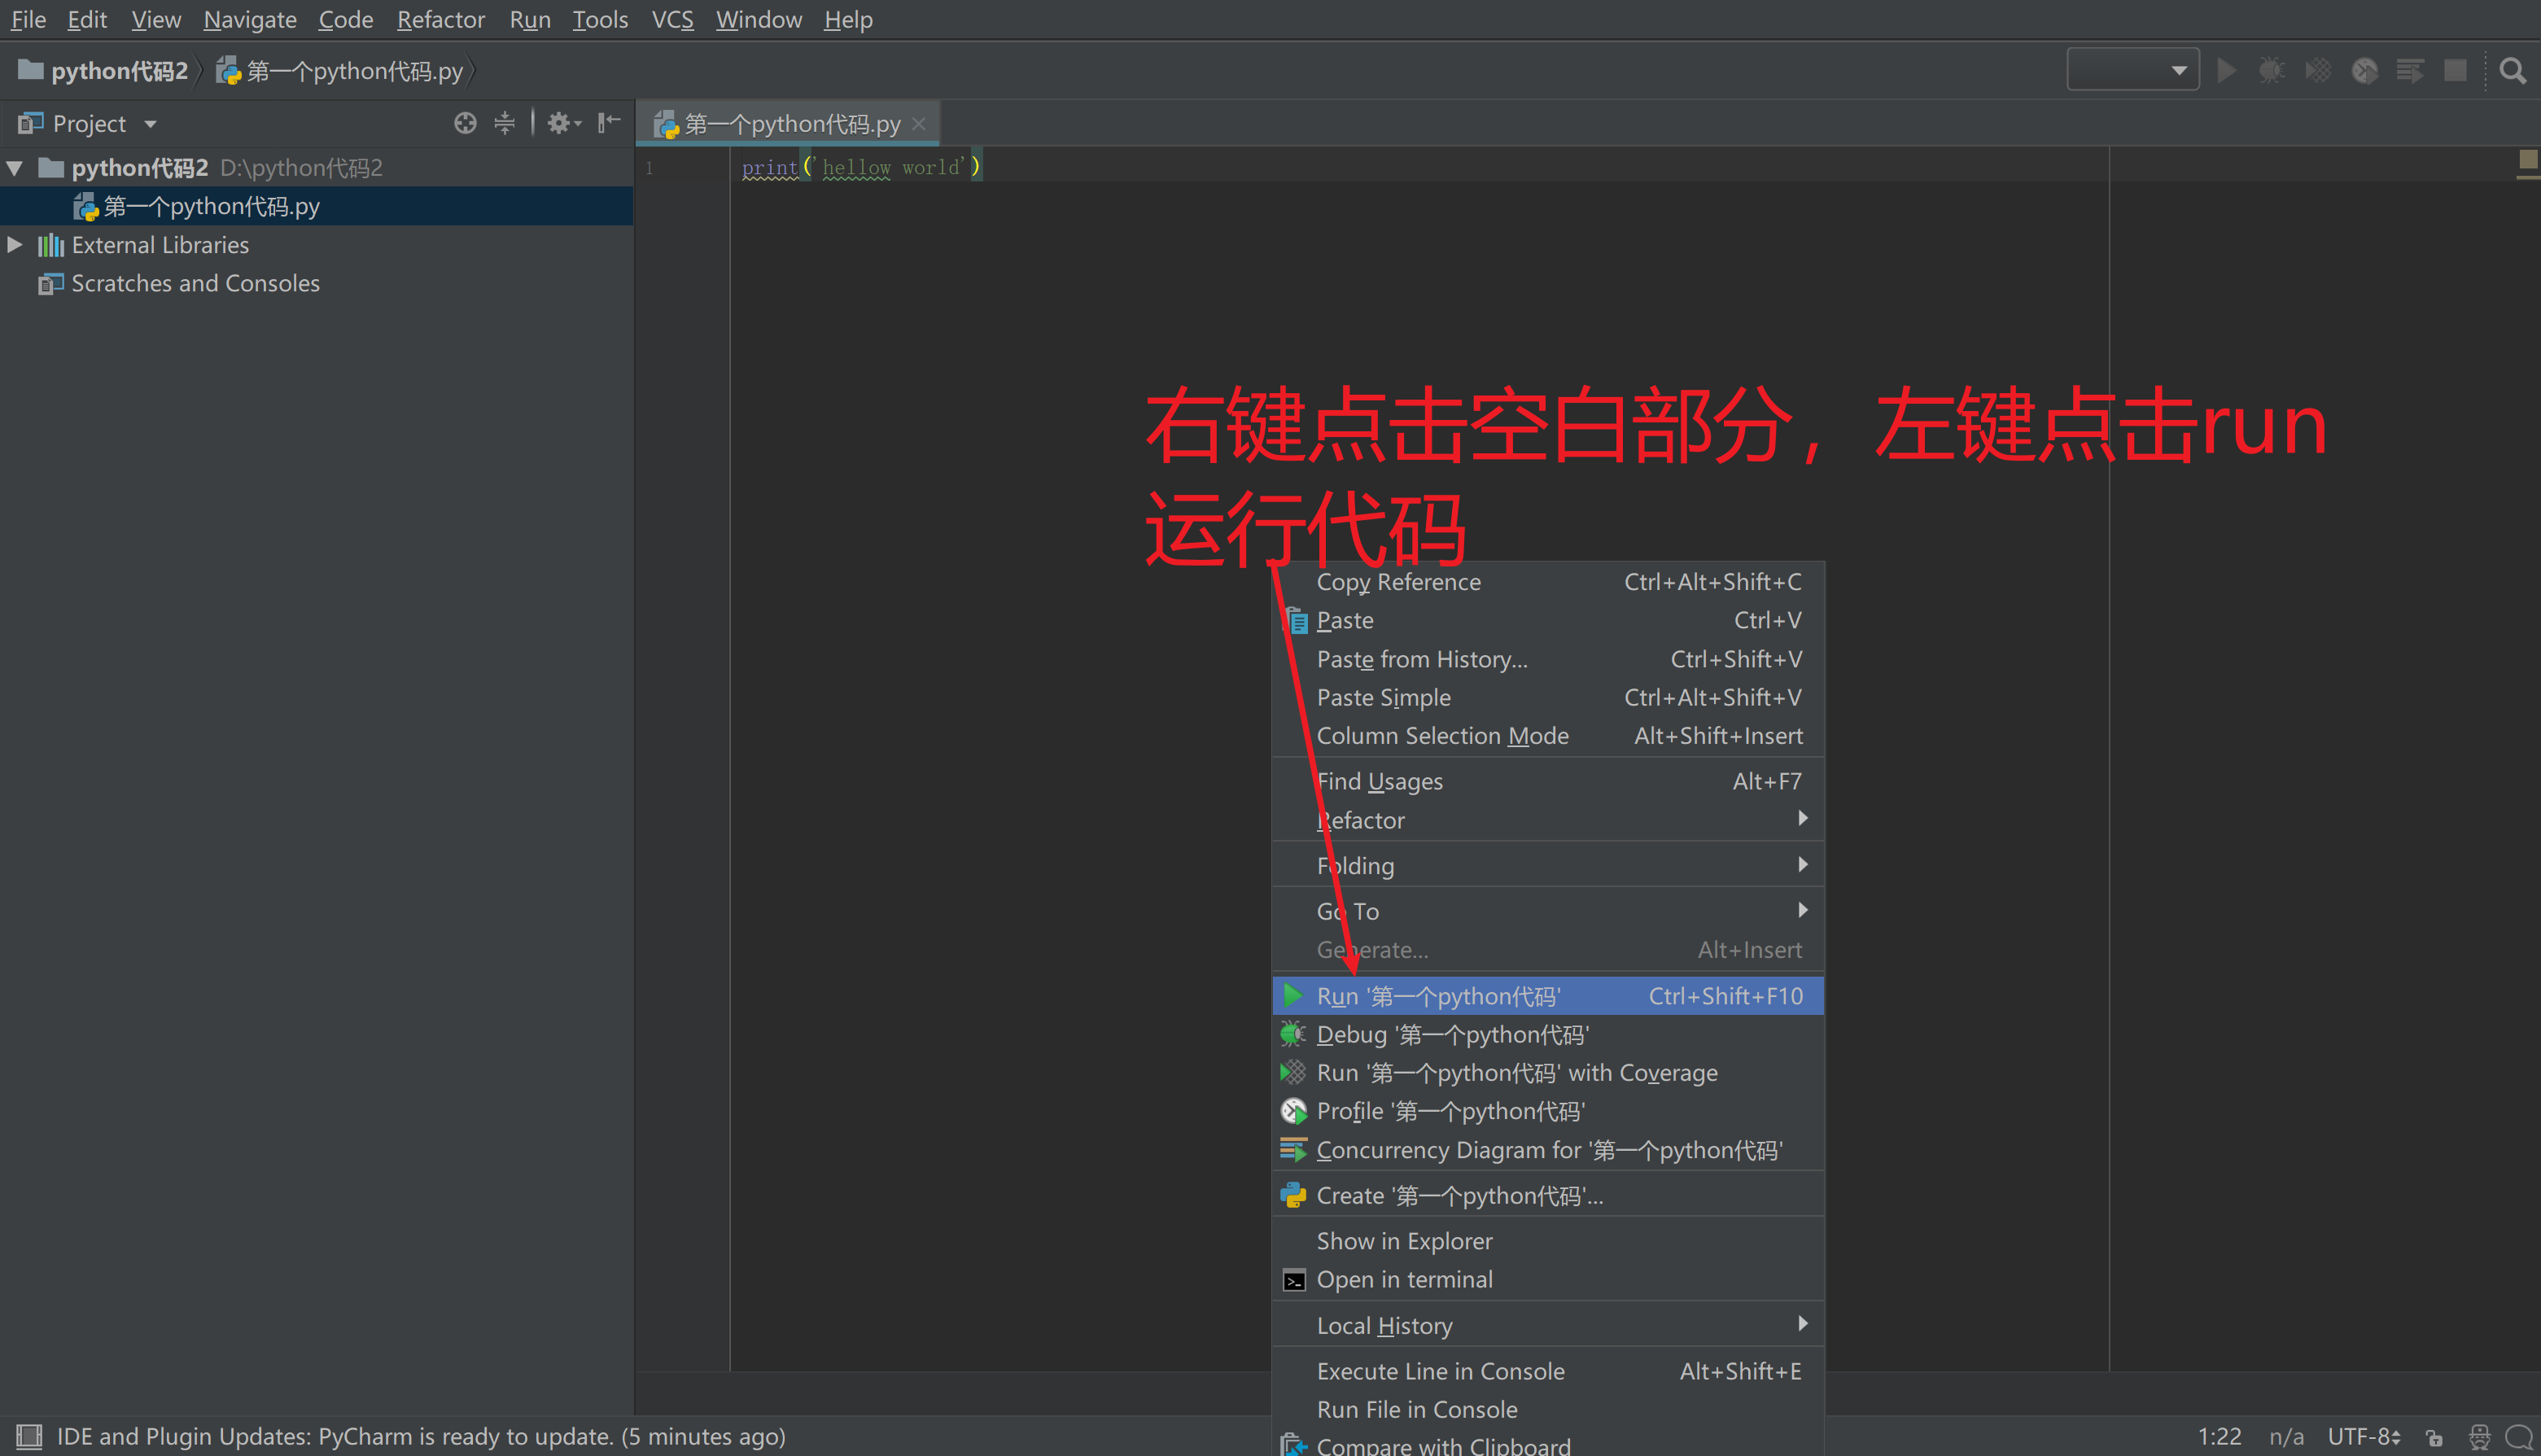 File Edit View Navigate Code Refactor Run Tools VCS Window Help
python代码2 第一个python代码.py
Project
第一个python代码.py
python代码2 D:\python代码2
第一个python代码.py
External Libraries
Scratches and Consoles
1 print('hellow world')
右键点击空白部分，左键点击run
运行代码
Copy Reference Ctrl+Alt+Shift+C
Paste Ctrl+V
Paste from History... Ctrl+Shift+V
Paste Simple Ctrl+Alt+Shift+V
Column Selection Mode Alt+Shift+Insert
Find Usages Alt+F7
Refactor
Folding
Go To
Generate... Alt+Insert
Run '第一个python代码' Ctrl+Shift+F10
Debug '第一个python代码'
Run '第一个python代码' with Coverage
Profile '第一个python代码'
Concurrency Diagram for '第一个python代码'
Create '第一个python代码'...
Show in Explorer
Open in terminal
Local History
Execute Line in Console Alt+Shift+E
Run File in Console
Compare with Clipboard
IDE and Plugin Updates: PyCharm is ready to update. (5 minutes ago)
1:22 n/a UTF-8